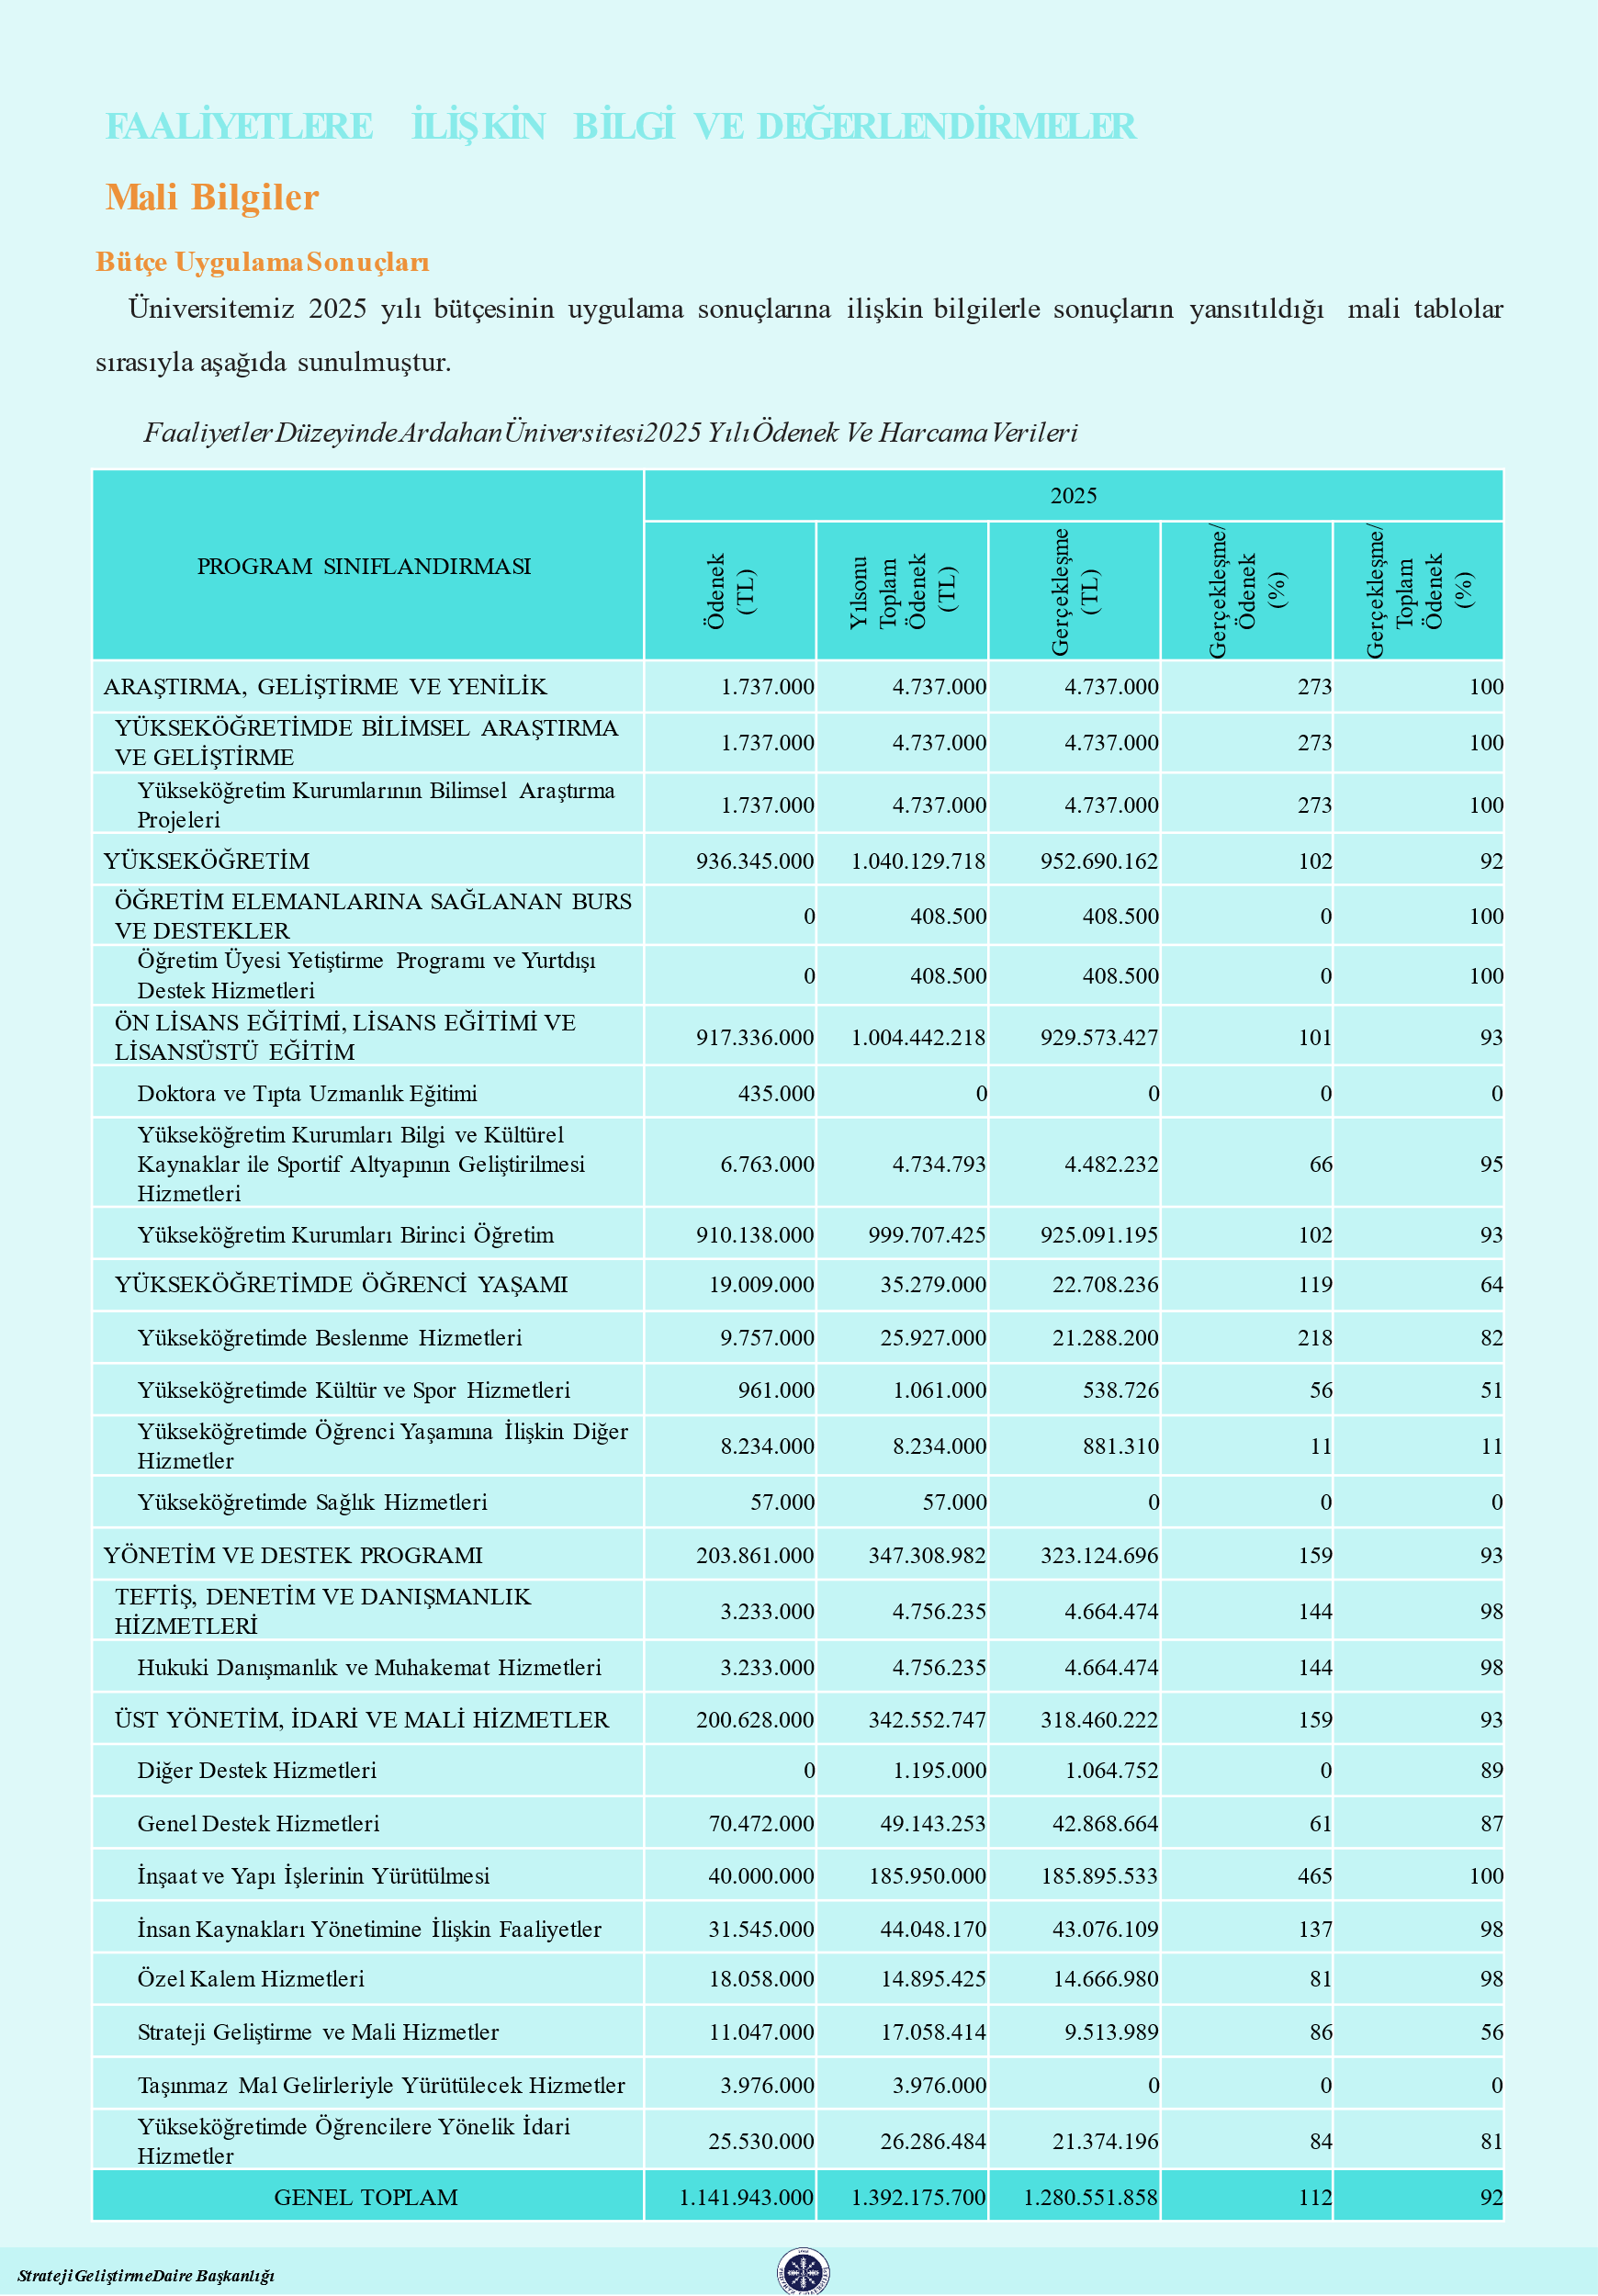 FAALİYETLERE İLİŞKİN BİLGİ VE DEĞERLENDİRMELER
Mali Bilgiler
Bütçe Uygulama Sonuçları
Üniversitemiz 2025 yılı bütçesinin uygulama sonuçlarına ilişkin bilgilerle sonuçların yansıtıldığı mali tablolar
sırasıyla aşağıda sunulmuştur.
Faaliyetler Düzeyinde Ardahan Üniversitesi 2025 Yılı Ödenek Ve Harcama Verileri
PROGRAM SINIFLANDIRMASI
2025
Ödenek
(TL)
Yılsonu
Toplam
Ödenek
(TL)
Gerçekleşme
(TL)
Gerçekleşme/
Ödenek
(%)
Gerçekleşme/
Toplam
Ödenek
(%)
ARAŞTIRMA, GELİŞTİRME VE YENİLİK 1.737.000 4.737.000 4.737.000 273 100
YÜKSEKÖĞRETİMDE BİLİMSEL ARAŞTIRMA
VE GELİŞTİRME 1.737.000 4.737.000 4.737.000 273 100
Yükseköğretim Kurumlarının Bilimsel Araştırma
Projeleri 1.737.000 4.737.000 4.737.000 273 100
YÜKSEKÖĞRETİM 936.345.000 1.040.129.718 952.690.162 102 92
ÖĞRETİM ELEMANLARINA SAĞLANAN BURS
VE DESTEKLER 0 408.500 408.500 0 100
Öğretim Üyesi Yetiştirme Programı ve Yurtdışı
Destek Hizmetleri 0 408.500 408.500 0 100
ÖN LİSANS EĞİTİMİ, LİSANS EĞİTİMİ VE
LİSANSÜSTÜ EĞİTİM 917.336.000 1.004.442.218 929.573.427 101 93
Doktora ve Tıpta Uzmanlık Eğitimi 435.000 0 0 0 0
Yükseköğretim Kurumları Bilgi ve Kültürel
Kaynaklar ile Sportif Altyapının Geliştirilmesi
Hizmetleri 6.763.000 4.734.793 4.482.232 66 95
Yükseköğretim Kurumları Birinci Öğretim 910.138.000 999.707.425 925.091.195 102 93
YÜKSEKÖĞRETİMDE ÖĞRENCİ YAŞAMI 19.009.000 35.279.000 22.708.236 119 64
Yükseköğretimde Beslenme Hizmetleri 9.757.000 25.927.000 21.288.200 218 82
Yükseköğretimde Kültür ve Spor Hizmetleri 961.000 1.061.000 538.726 56 51
Yükseköğretimde Öğrenci Yaşamına İlişkin Diğer
Hizmetler 8.234.000 8.234.000 881.310 11 11
Yükseköğretimde Sağlık Hizmetleri 57.000 57.000 0 0 0
YÖNETİM VE DESTEK PROGRAMI 203.861.000 347.308.982 323.124.696 159 93
TEFTİŞ, DENETİM VE DANIŞMANLIK
HİZMETLERİ 3.233.000 4.756.235 4.664.474 144 98
Hukuki Danışmanlık ve Muhakemat Hizmetleri 3.233.000 4.756.235 4.664.474 144 98
ÜST YÖNETİM, İDARİ VE MALİ HİZMETLER 200.628.000 342.552.747 318.460.222 159 93
Diğer Destek Hizmetleri 0 1.195.000 1.064.752 0 89
Genel Destek Hizmetleri 70.472.000 49.143.253 42.868.664 61 87
İnşaat ve Yapı İşlerinin Yürütülmesi 40.000.000 185.950.000 185.895.533 465 100
İnsan Kaynakları Yönetimine İlişkin Faaliyetler 31.545.000 44.048.170 43.076.109 137 98
Özel Kalem Hizmetleri 18.058.000 14.895.425 14.666.980 81 98
Strateji Geliştirme ve Mali Hizmetler 11.047.000 17.058.414 9.513.989 86 56
Taşınmaz Mal Gelirleriyle Yürütülecek Hizmetler 3.976.000 3.976.000 0 0 0
Yükseköğretimde Öğrencilere Yönelik İdari
Hizmetler 25.530.000 26.286.484 21.374.196 84 81
GENEL TOPLAM 1.141.943.000 1.392.175.700 1.280.551.858 112 92
Strateji Geliştirme Daire Başkanlığı